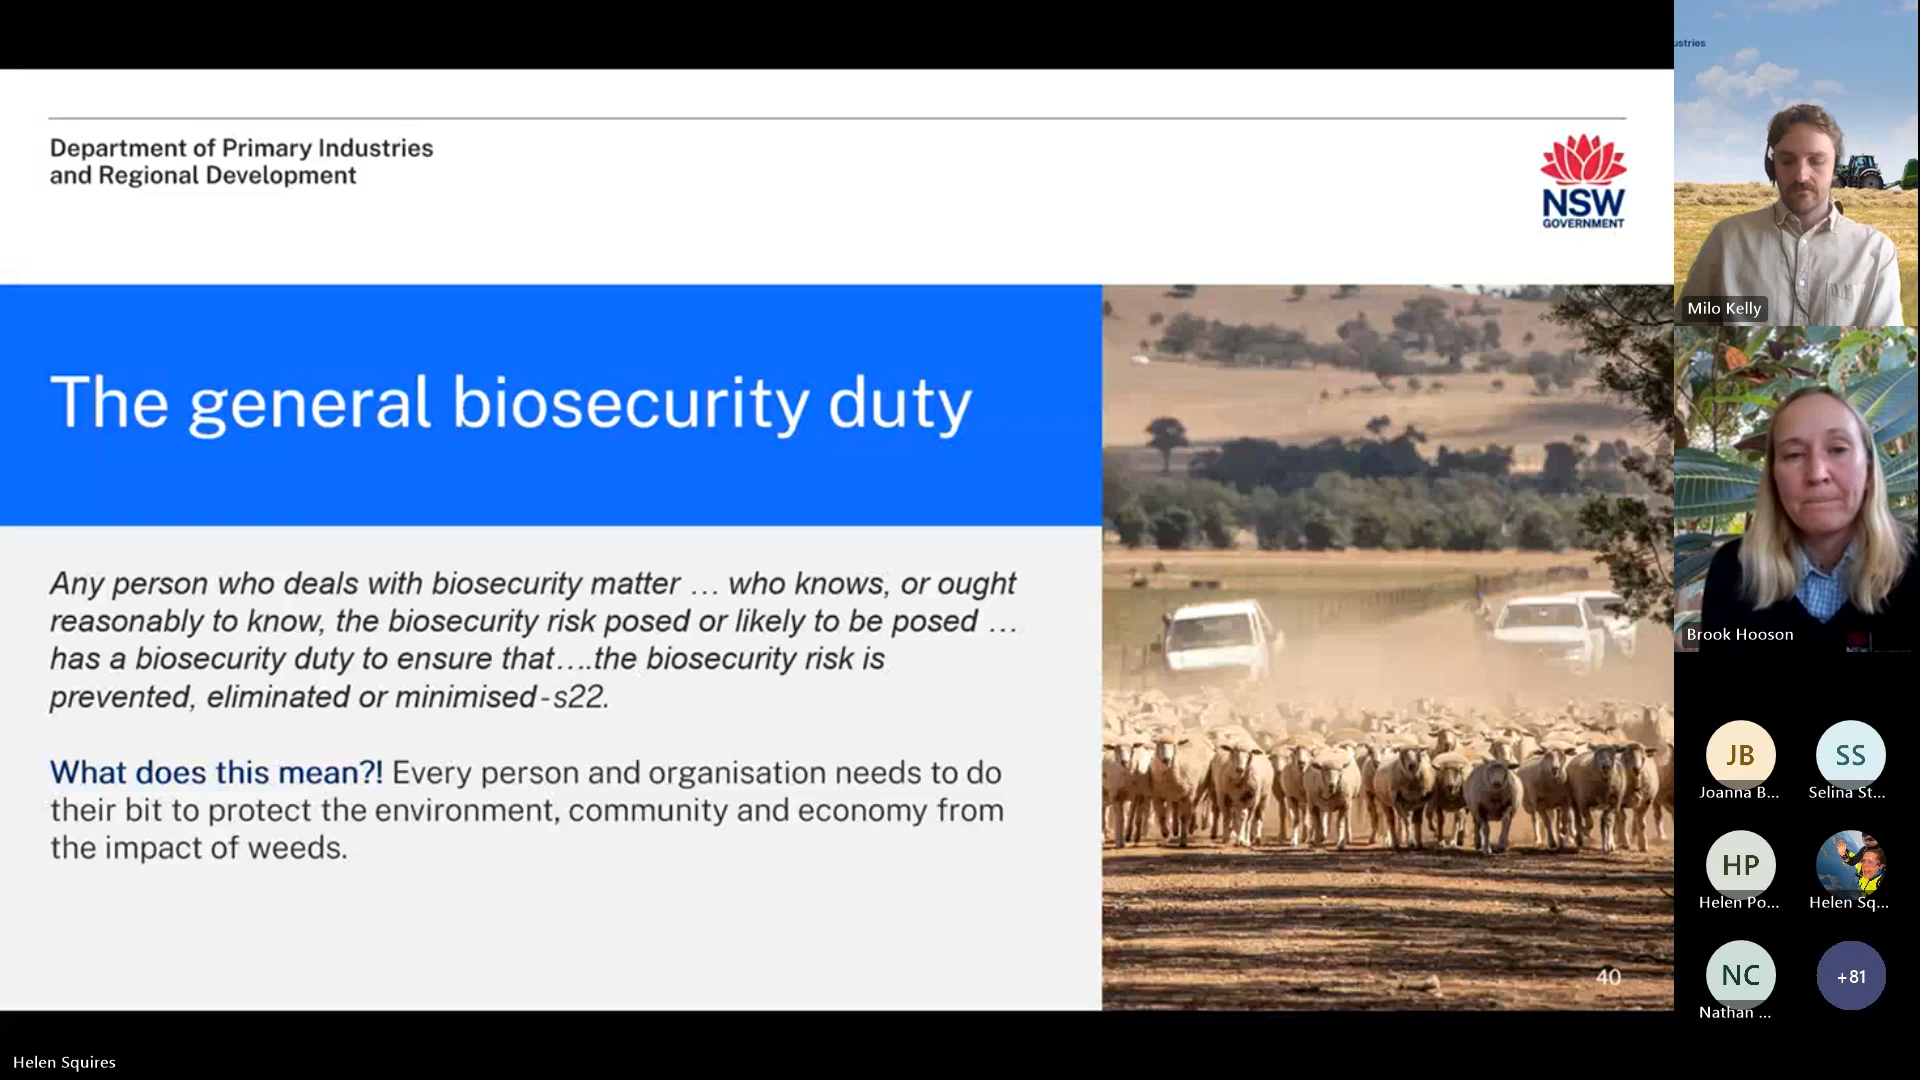 Department of Primary Industries
and Regional Development
NSW
GOVERNMENT
The general biosecurity duty
Any person who deals with biosecurity matter … who knows, or ought
reasonably to know, the biosecurity risk posed or likely to be posed …
has a biosecurity duty to ensure that….the biosecurity risk is
prevented, eliminated or minimised - s22.
What does this mean?! Every person and organisation needs to do
their bit to protect the environment, community and economy from
the impact of weeds.
40
ustries
Milo Kelly
Brook Hooson
JB
Joanna B...
SS
Selina St...
HP
Helen Po...
Helen Sq...
NC
Nathan ...
+81
Helen Squires